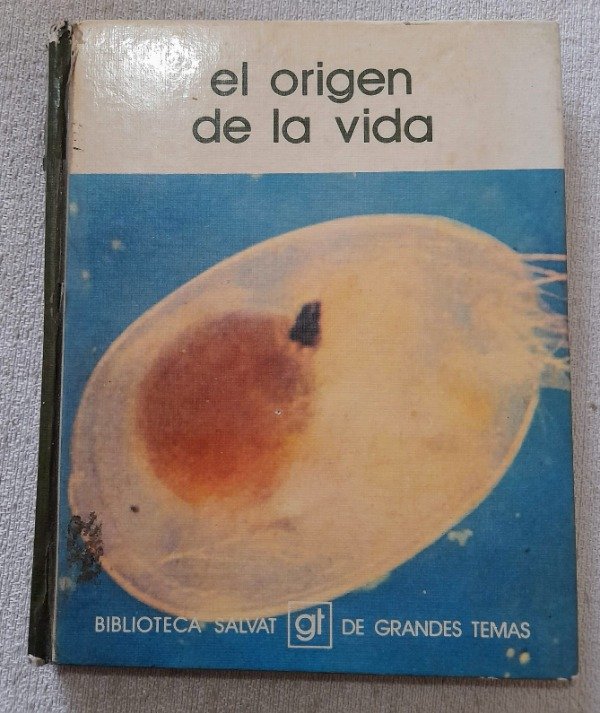 el origen
de la vida
BIBLIOTECA SALVAT gt DE GRANDES TEMAS